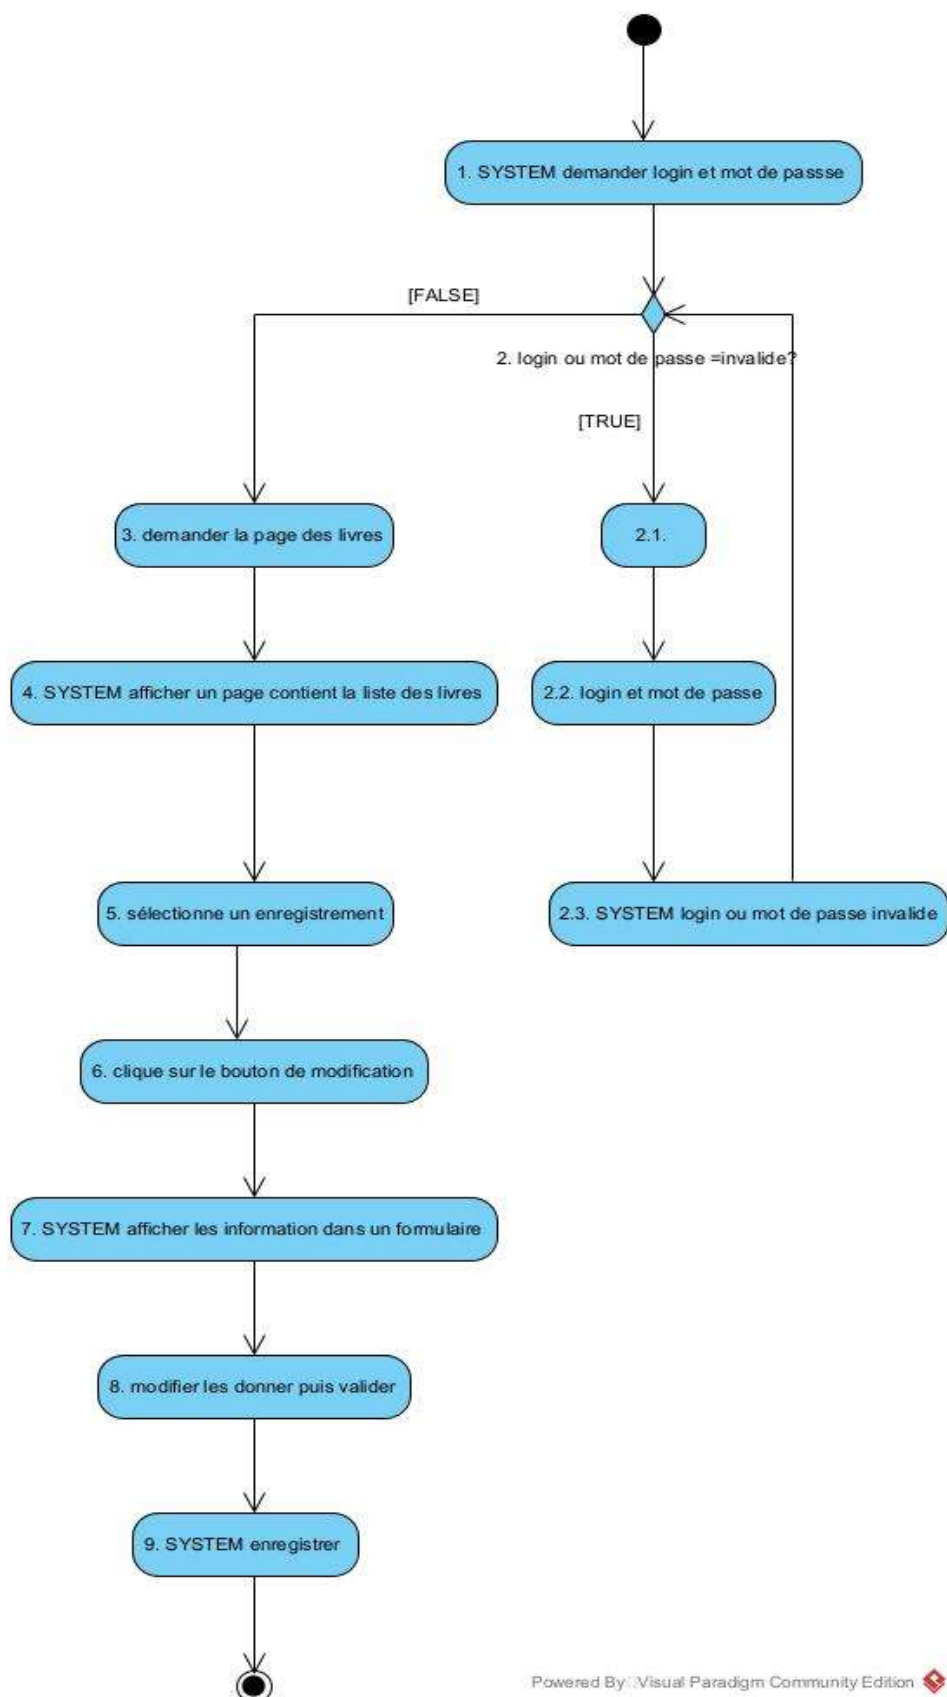 1. SYSTEM demander login et mot de passse
[FALSE]
2. login ou mot de passe =invalide?
[TRUE]
3. demander la page des livres
2.1.
4. SYSTEM afficher un page contient la liste des livres
2.2. login et mot de passe
5. sélectionne un enregistrement
2.3. SYSTEM login ou mot de passe invalide
6. clique sur le bouton de modification
7. SYSTEM afficher les information dans un formulaire
8. modifier les donner puis valider
9. SYSTEM enregistrer
Powered By Visual Paradigm Community Edition